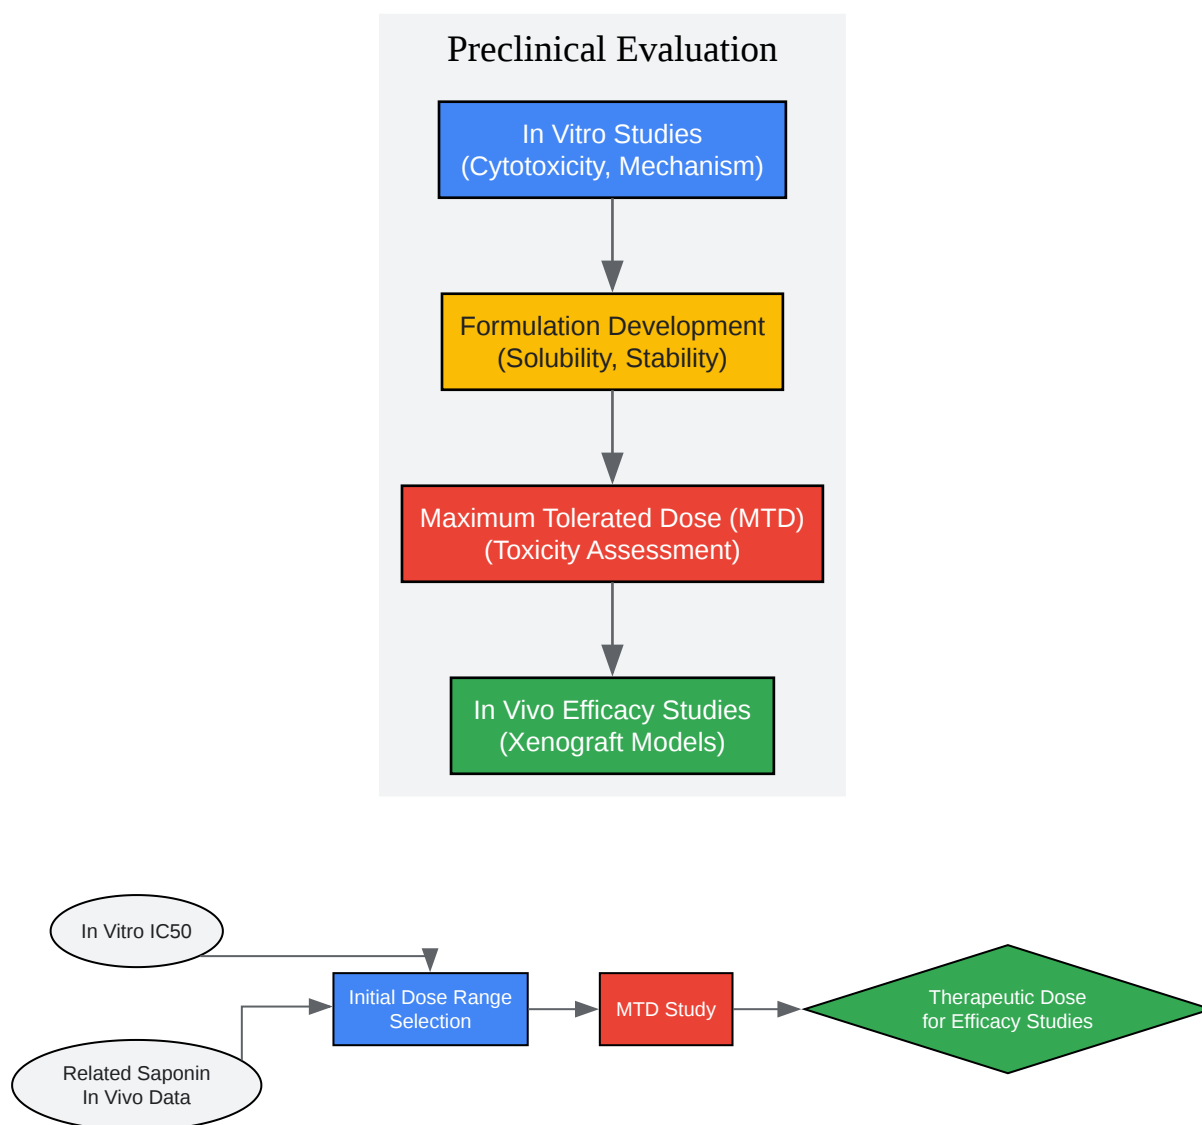 Preclinical Evaluation
In Vitro Studies
(Cytotoxicity, Mechanism)
Formulation Development
(Solubility, Stability)
Maximum Tolerated Dose (MTD)
(Toxicity Assessment)
In Vivo Efficacy Studies
(Xenograft Models)
In Vitro IC50
Initial Dose Range
Selection
MTD Study
Therapeutic Dose
for Efficacy Studies
Related Saponin
In Vivo Data